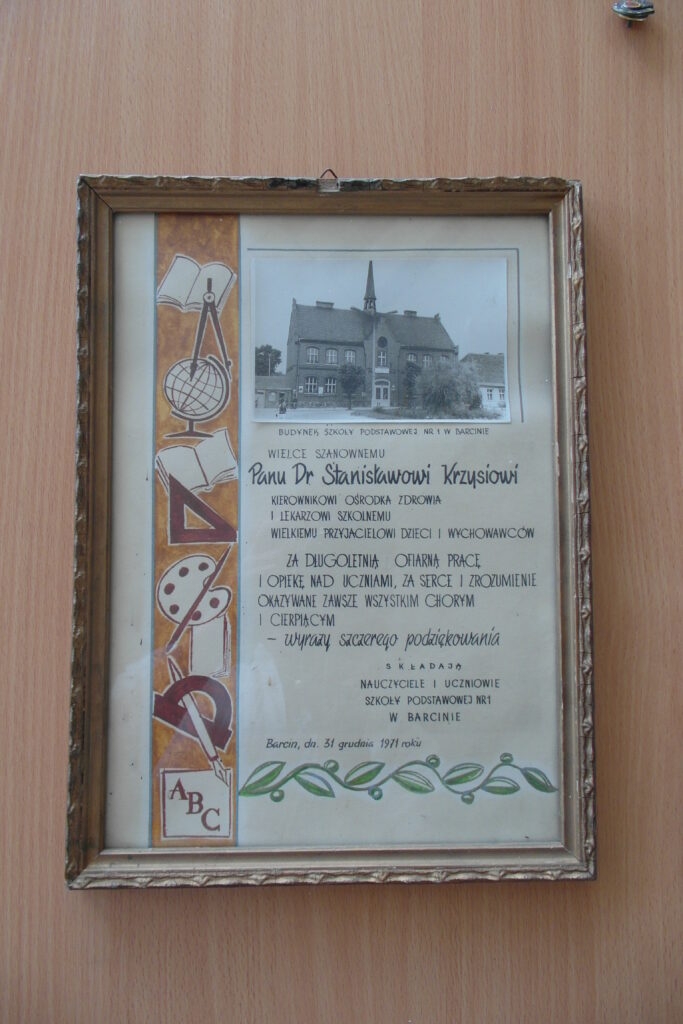 BUDYNEK SZKOŁY PODSTAWOWEJ NR 1 W BARCINIE
WIELCE SZANOWNEMU
Panu Dr Stanisławowi Krzysiowi
KIEROWNIKOWI OŚRODKA ZDROWIA
I LEKARZOWI SZKOLNEMU
WIELKIEMU PRZYJACIELOWI DZIECI I WYCHOWAWCÓW
ZA DŁUGOLETNIĄ OFIARNĄ PRACĘ
I OPIEKĘ NAD UCZNIAMI, ZA SERCE I ZROZUMIENIE
OKAZYWANE ZAWSZE WSZYSTKIM CHORYM
I CIERPIĄCYM
– wyrazy szczerego podziękowania
SKŁADAJĄ
NAUCZYCIELE I UCZNIOWIE
SZKOŁY PODSTAWOWEJ NR 1
W BARCINIE
Barcin, dn. 31 grudnia 1971 roku
ABC